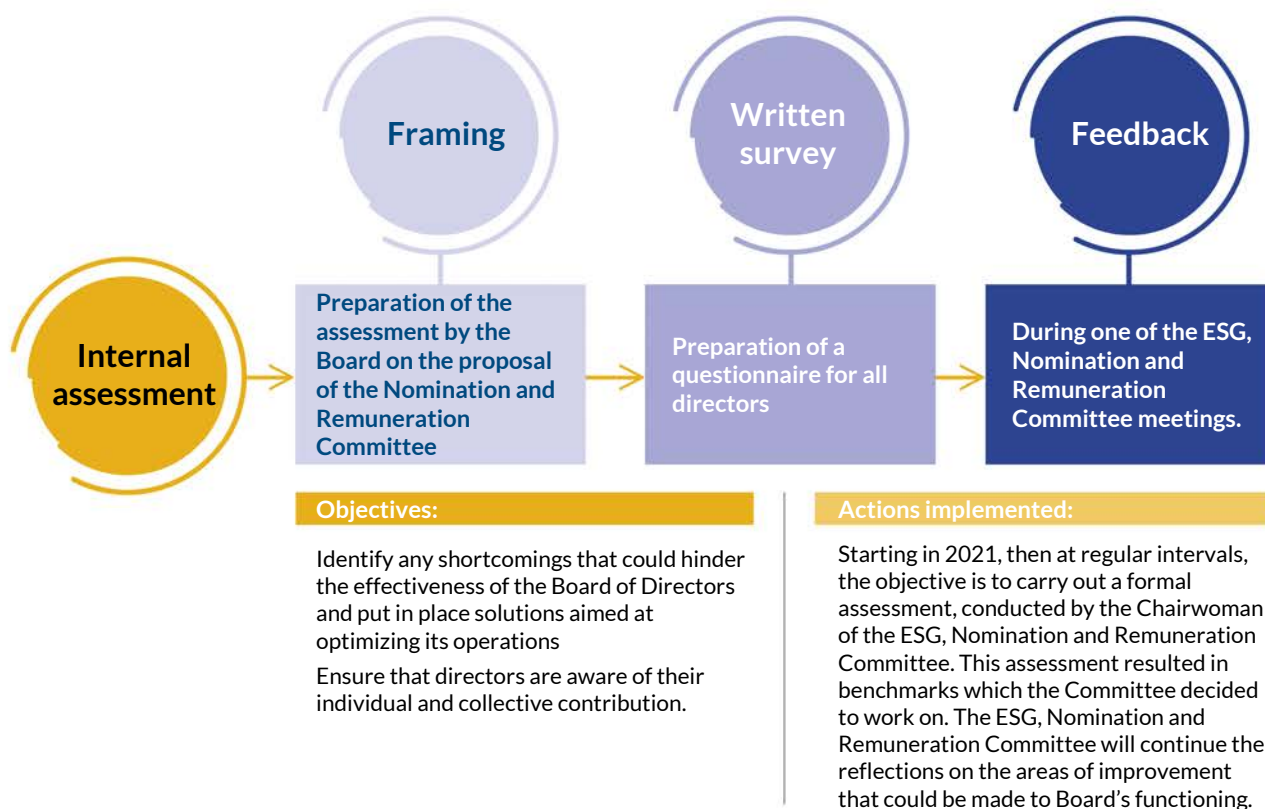 Framing
Written
survey
Feedback
Internal
assessment
Preparation of the
assessment by the
Board on the proposal
of the Nomination and
Remuneration
Committee
Preparation of a
questionnaire for all
directors
During one of the ESG,
Nomination and
Remuneration
Committee meetings.
Objectives:
Identify any shortcomings that could hinder
the effectiveness of the Board of Directors
and put in place solutions aimed at
optimizing its operations
Ensure that directors are aware of their
individual and collective contribution.
Actions implemented:
Starting in 2021, then at regular intervals,
the objective is to carry out a formal
assessment, conducted by the Chairwoman
of the ESG, Nomination and Remuneration
Committee. This assessment resulted in
benchmarks which the Committee decided
to work on. The ESG, Nomination and
Remuneration Committee will continue the
reflections on the areas of improvement
that could be made to Board's functioning.